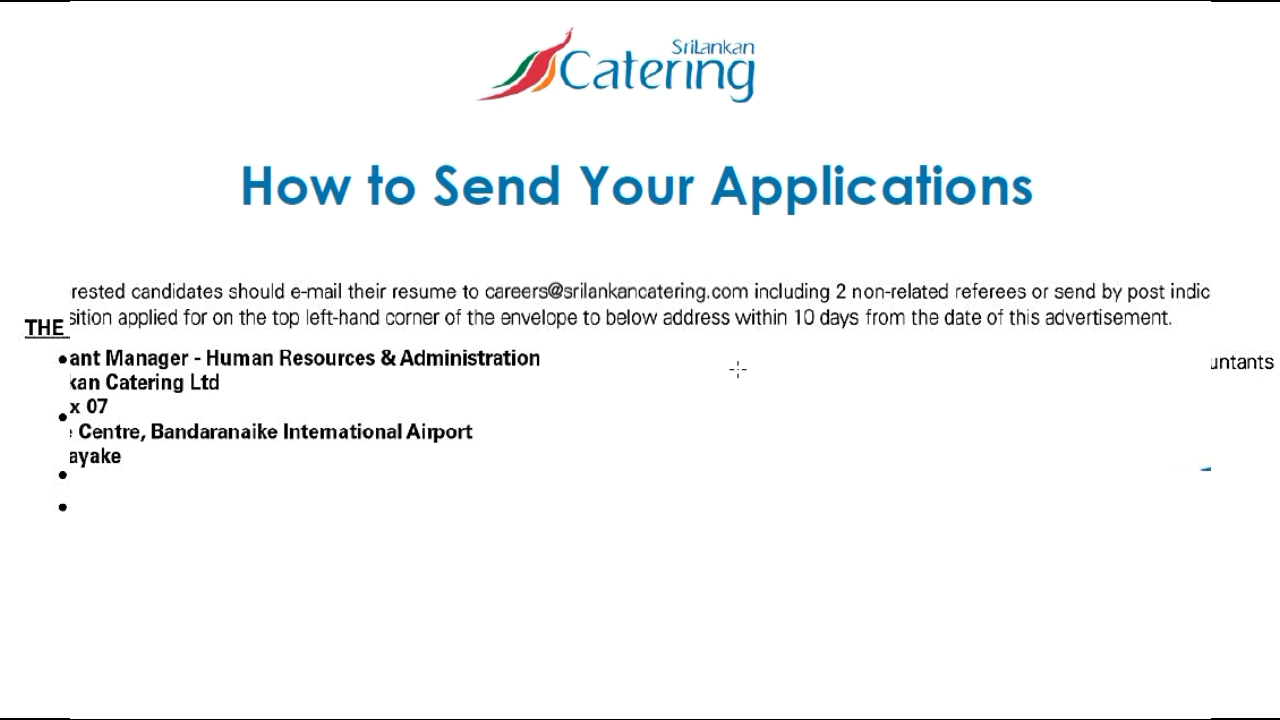 SriLankan
Catering
How to Send Your Applications
rested candidates should e-mail their resume to careers@srilankancatering.com including 2 non-related referees or send by post indic
sition applied for on the top left-hand corner of the envelope to below address within 10 days from the date of this advertisement.
THE
ant Manager - Human Resources & Administration
untants
kan Catering Ltd
x 07
Centre, Bandaranaike International Airport
ayake